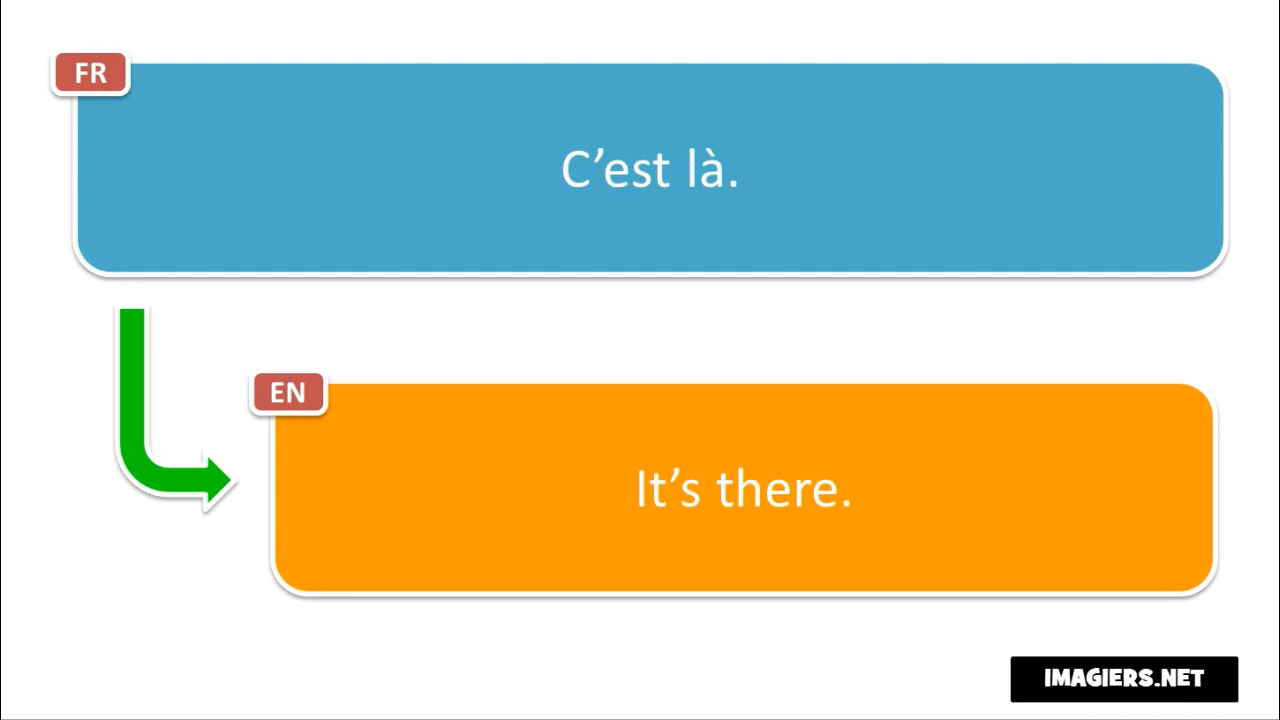 FR
C’est là.
EN
It’s there.
IMAGIERS.NET